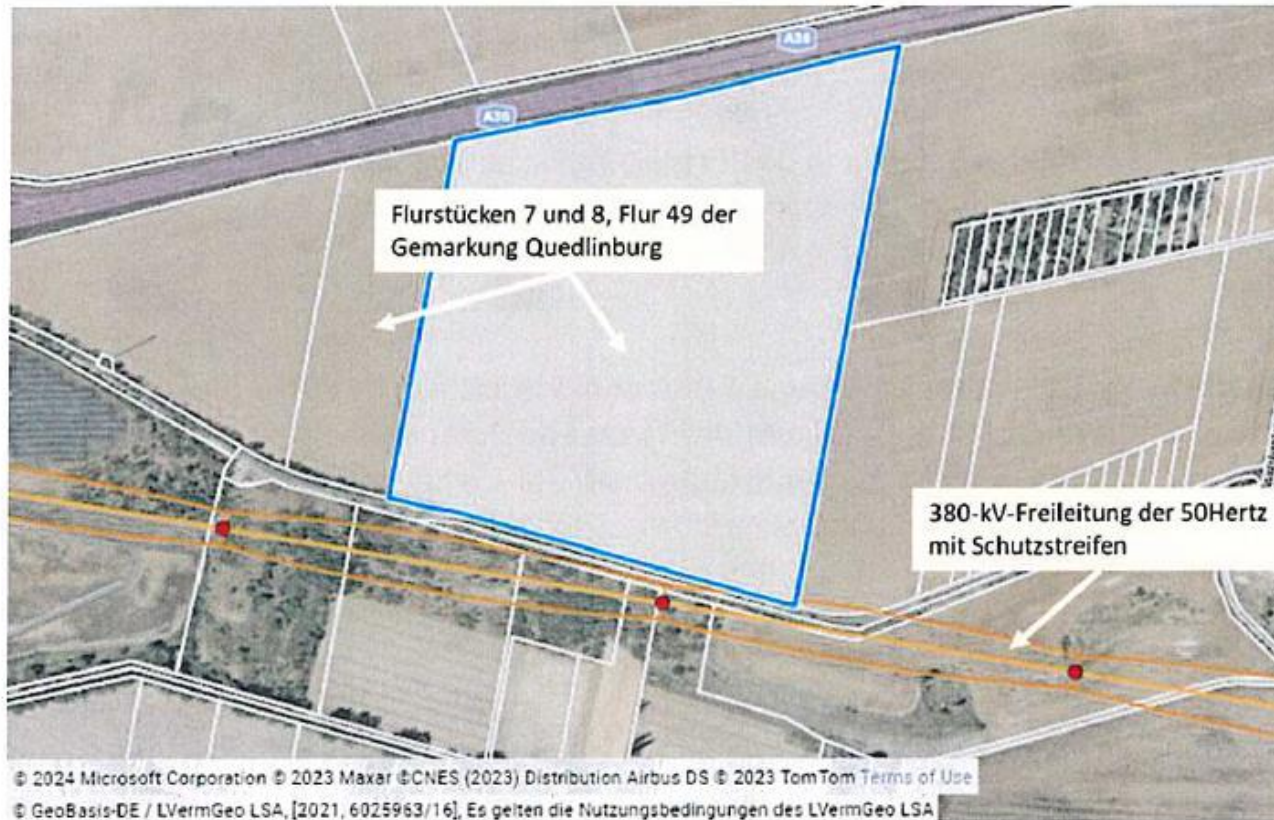 A36
A36
Flurstücken 7 und 8, Flur 49 der
Gemarkung Quedlinburg
380-kV-Freileitung der 50Hertz
mit Schutzstreifen
© 2024 Microsoft Corporation © 2023 Maxar ©CNES (2023) Distribution Airbus DS © 2023 TomTom Terms of Use
© GeoBasis-DE / LVermGeo LSA, [2021, 6025963/16], Es gelten die Nutzungsbedingungen des LVermGeo LSA